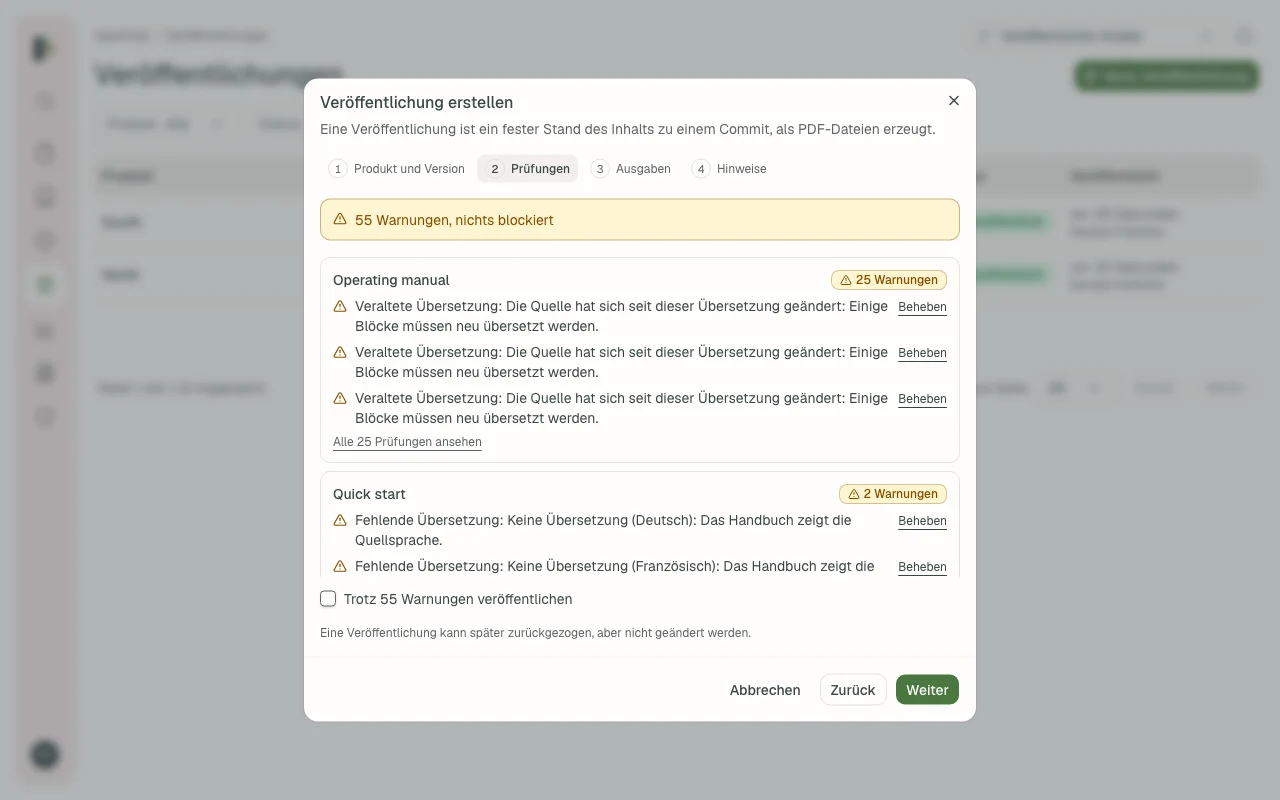 Veröffentlichungen
Veröffentlichung erstellen
Eine Veröffentlichung ist ein fester Stand des Inhalts zu einem Commit, als PDF-Dateien erzeugt.
1 Produkt und Version 2 Prüfungen 3 Ausgaben 4 Hinweise
55 Warnungen, nichts blockiert
Operating manual 25 Warnungen
Veraltete Übersetzung: Die Quelle hat sich seit dieser Übersetzung geändert: Einige Beheben
Blöcke müssen neu übersetzt werden.
Veraltete Übersetzung: Die Quelle hat sich seit dieser Übersetzung geändert: Einige Beheben
Blöcke müssen neu übersetzt werden.
Veraltete Übersetzung: Die Quelle hat sich seit dieser Übersetzung geändert: Einige Beheben
Blöcke müssen neu übersetzt werden.
Alle 25 Prüfungen ansehen
Quick start 2 Warnungen
Fehlende Übersetzung: Keine Übersetzung (Deutsch): Das Handbuch zeigt die Beheben
Quellsprache.
Fehlende Übersetzung: Keine Übersetzung (Französisch): Das Handbuch zeigt die Beheben
Trotz 55 Warnungen veröffentlichen
Eine Veröffentlichung kann später zurückgezogen, aber nicht geändert werden.
Abbrechen Zurück Weiter